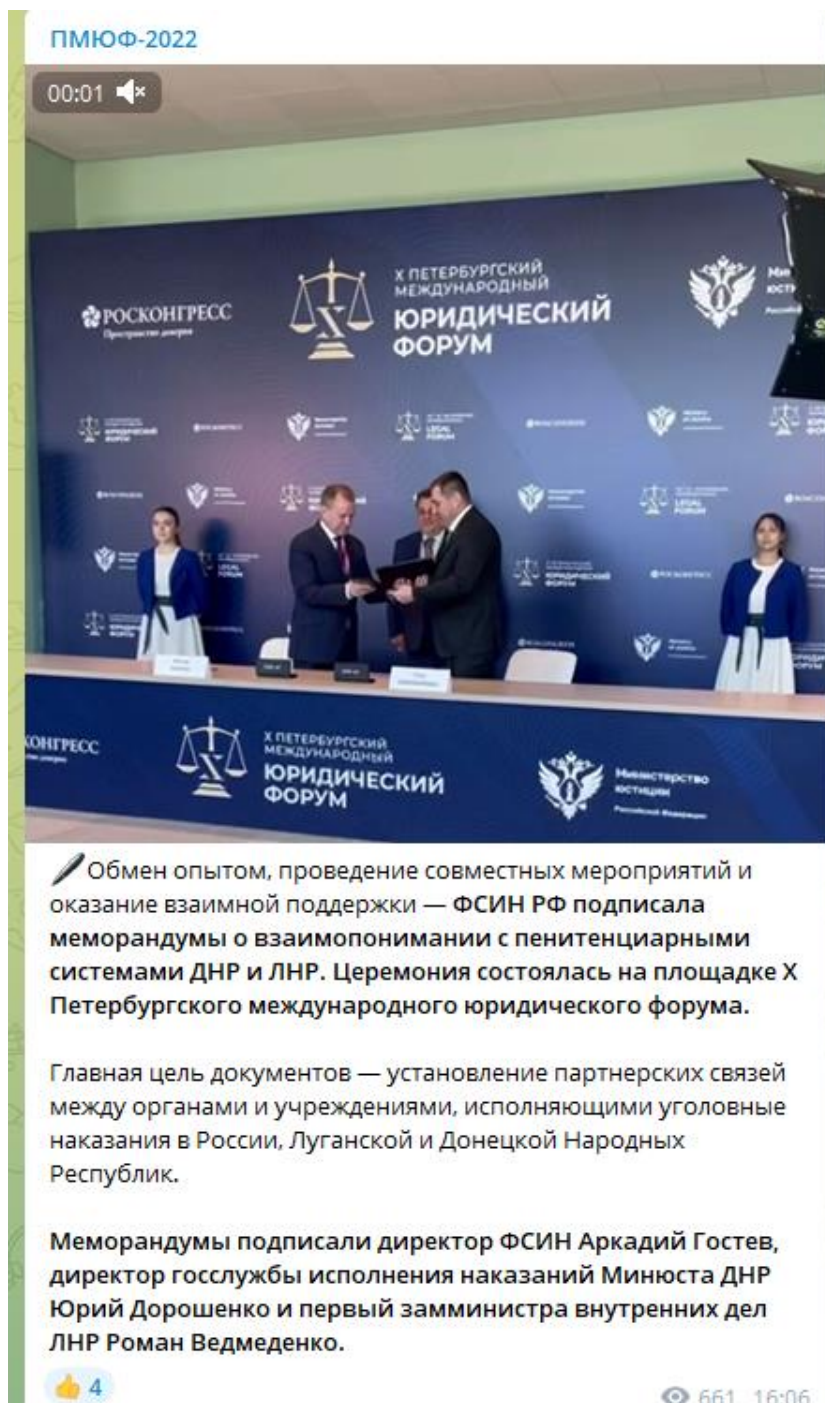 ПМЮФ-2022
00:01
РОСКОНГРЕСС
Пространство доверия
X ПЕТЕРБУРГСКИЙ
МЕЖДУНАРОДНЫЙ
ЮРИДИЧЕСКИЙ
ФОРУМ
LEGAL
FORUM
X ПЕТЕРБУРГСКИЙ
МЕЖДУНАРОДНЫЙ
ЮРИДИЧЕСКИЙ
ФОРУМ
Министерство
юстиции
Российской Федерации
Обмен опытом, проведение совместных мероприятий и
оказание взаимной поддержки — ФСИН РФ подписала
меморандумы о взаимопонимании с пенитенциарными
системами ДНР и ЛНР. Церемония состоялась на площадке X
Петербургского международного юридического форума.
Главная цель документов — установление партнерских связей
между органами и учреждениями, исполняющими уголовные
наказания в России, Луганской и Донецкой Народных
Республик.
Меморандумы подписали директор ФСИН Аркадий Гостев,
директор госслужбы исполнения наказаний Минюста ДНР
Юрий Дорошенко и первый замминистра внутренних дел
ЛНР Роман Ведмеденко.
4
661 16:06